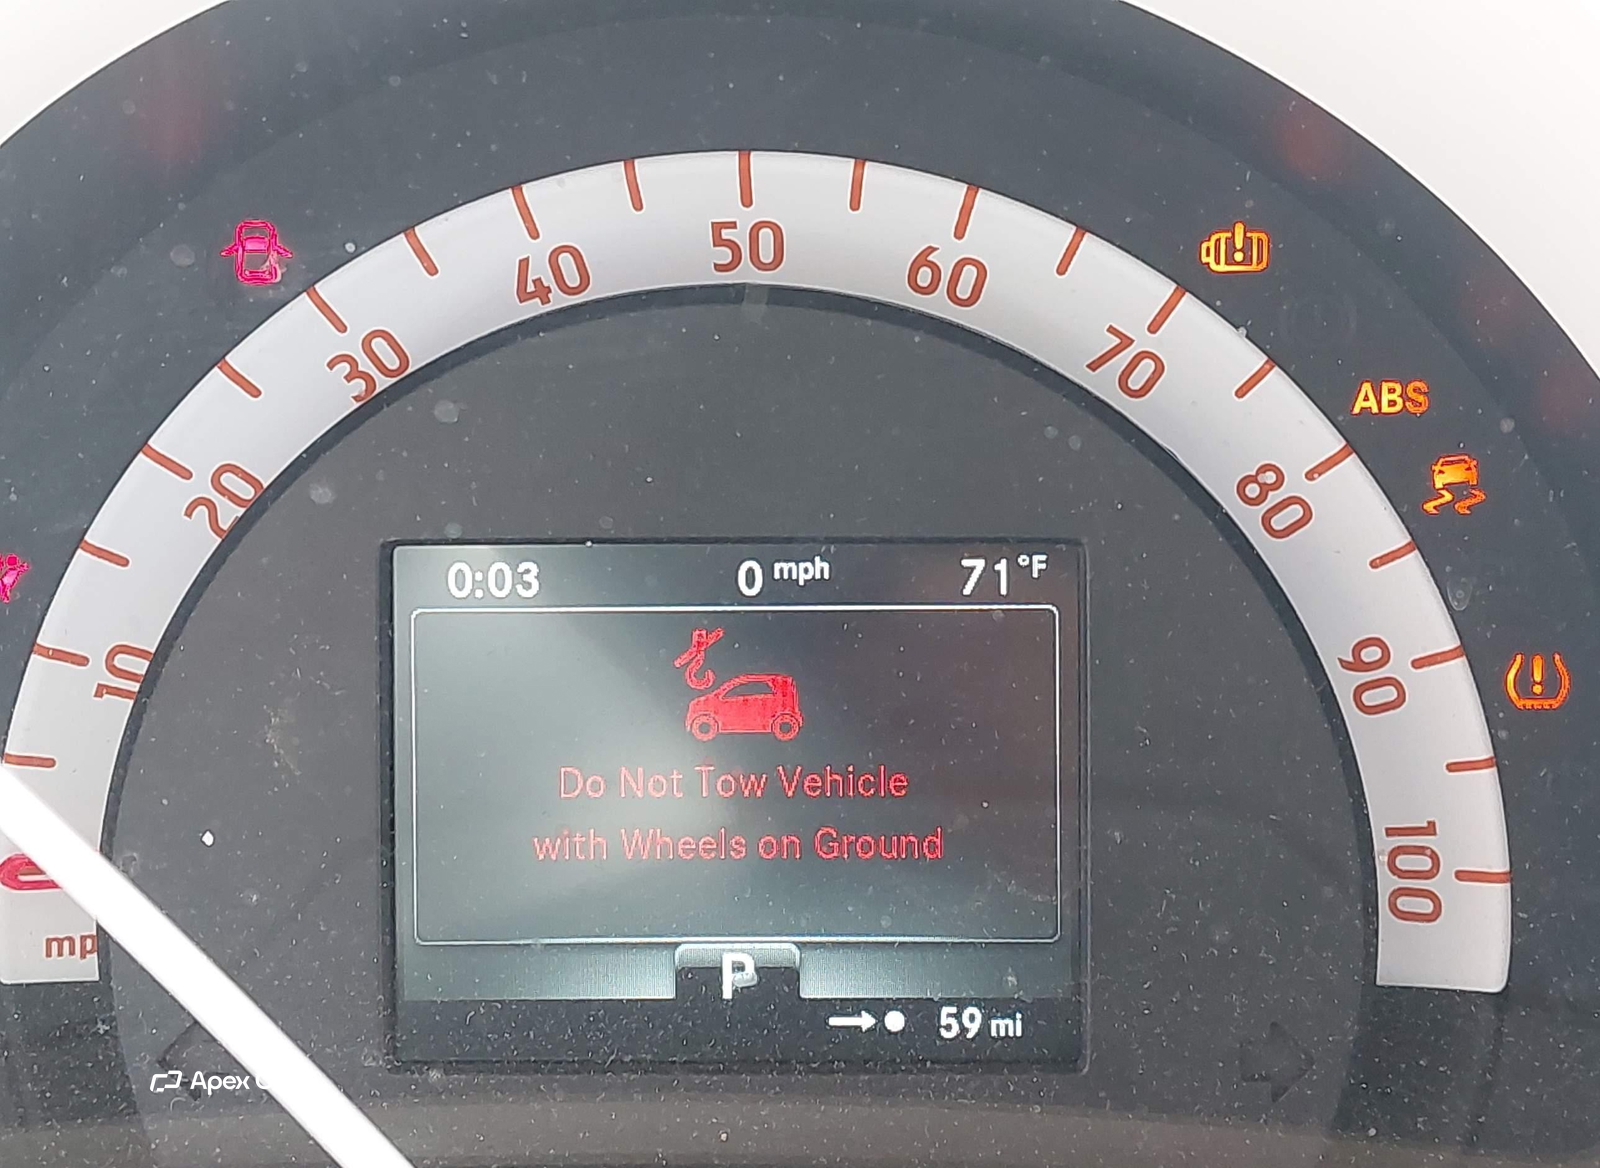 10
20
30
40
50
60
70
80
90
100
ABS
0:03 0 mph 71°F
Do Not Tow Vehicle
with Wheels on Ground
P
59 mi
Apex